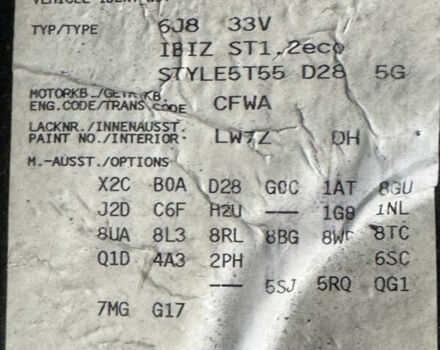 TYP/TYPE 6J8 33V
IBIZ ST1.2eco
STYLE5T55 D28 5G
MOTORKB./GETR.KB.
ENG.CODE/TRANS.CODE CFWA
LACKNR./INNENAUSST.
PAINT NO./INTERIOR LW7Z DH
M.-AUSST./OPTIONS
X2C B0A D28 G0C 1AT 8GU
J2D C6F H2U --- 1G8 1NL
8UA 8L3 8RL 8BG 8TC
Q1D 4A3 2PH 6SC
--- 5SJ 5RQ QG1
7MG G17